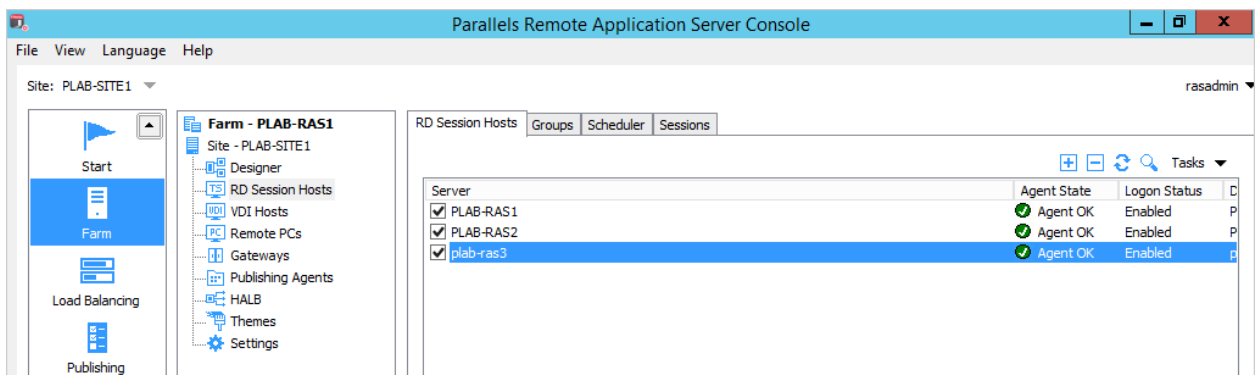 Parallels Remote Application Server Console
File View Language Help
Site: PLAB-SITE1
rasadmin
Start
Farm
Load Balancing
Publishing
Farm - PLAB-RAS1
Site - PLAB-SITE1
Designer
TS RD Session Hosts
VDI VDI Hosts
PC Remote PCs
Gateways
Publishing Agents
HALB
Themes
Settings
RD Session Hosts Groups Scheduler Sessions
Tasks
Server Agent State Logon Status D
PLAB-RAS1 Agent OK Enabled P
PLAB-RAS2 Agent OK Enabled P
plab-ras3 Agent OK Enabled p